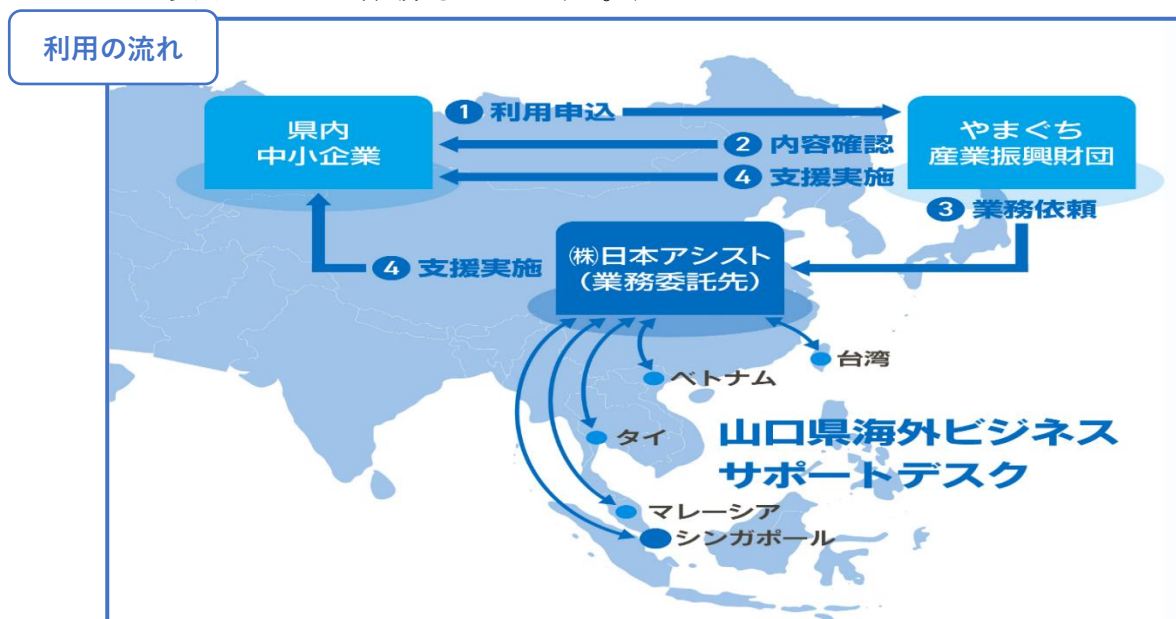 利用の流れ
県内
中小企業
❶ 利用申込
やまぐち
産業振興財団
❷ 内容確認
❹ 支援実施
❸ 業務依頼
㈱日本アシスト
（業務委託先）
❹ 支援実施
台湾
ベトナム
タイ
山口県海外ビジネス
サポートデスク
マレーシア
シンガポール